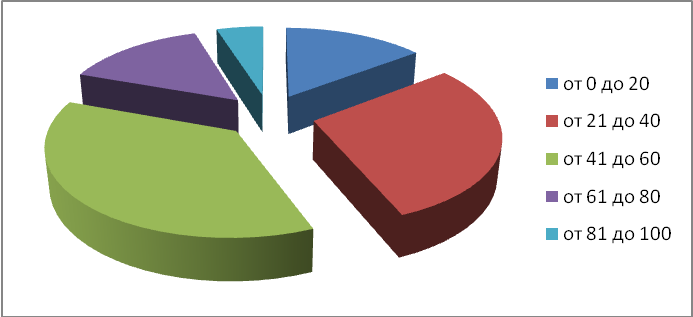 от 0 до 20
от 21 до 40
от 41 до 60
от 61 до 80
от 81 до 100